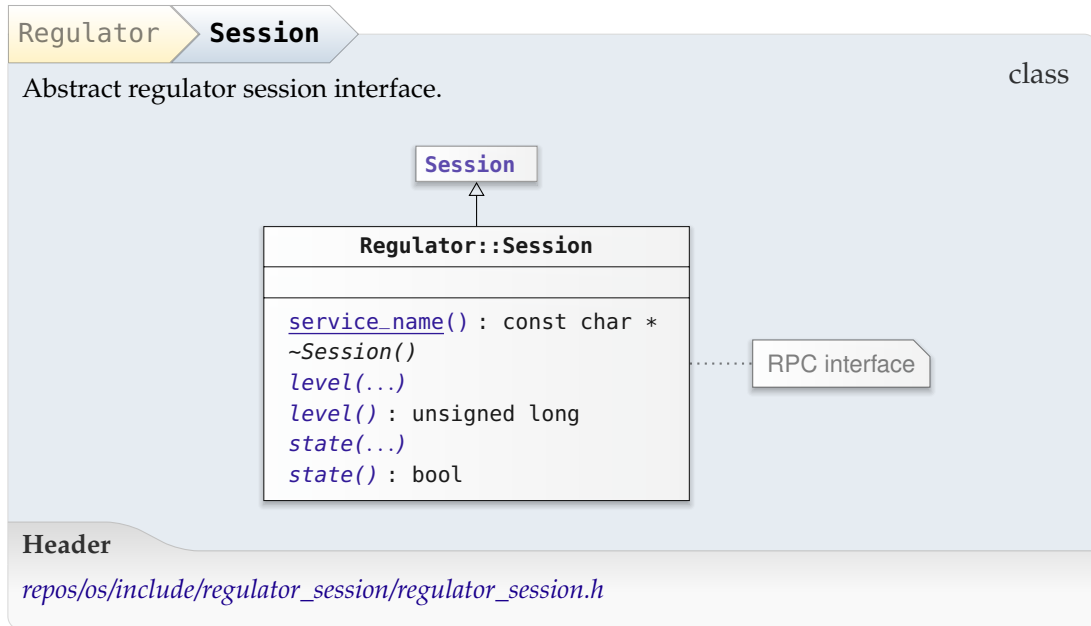 Regulator Session
class
Abstract regulator session interface.
Session
Regulator::Session
service_name() : const char *
~Session()
level(...)
level() : unsigned long
state(...)
state() : bool
RPC interface
Header
repos/os/include/regulator_session/regulator_session.h